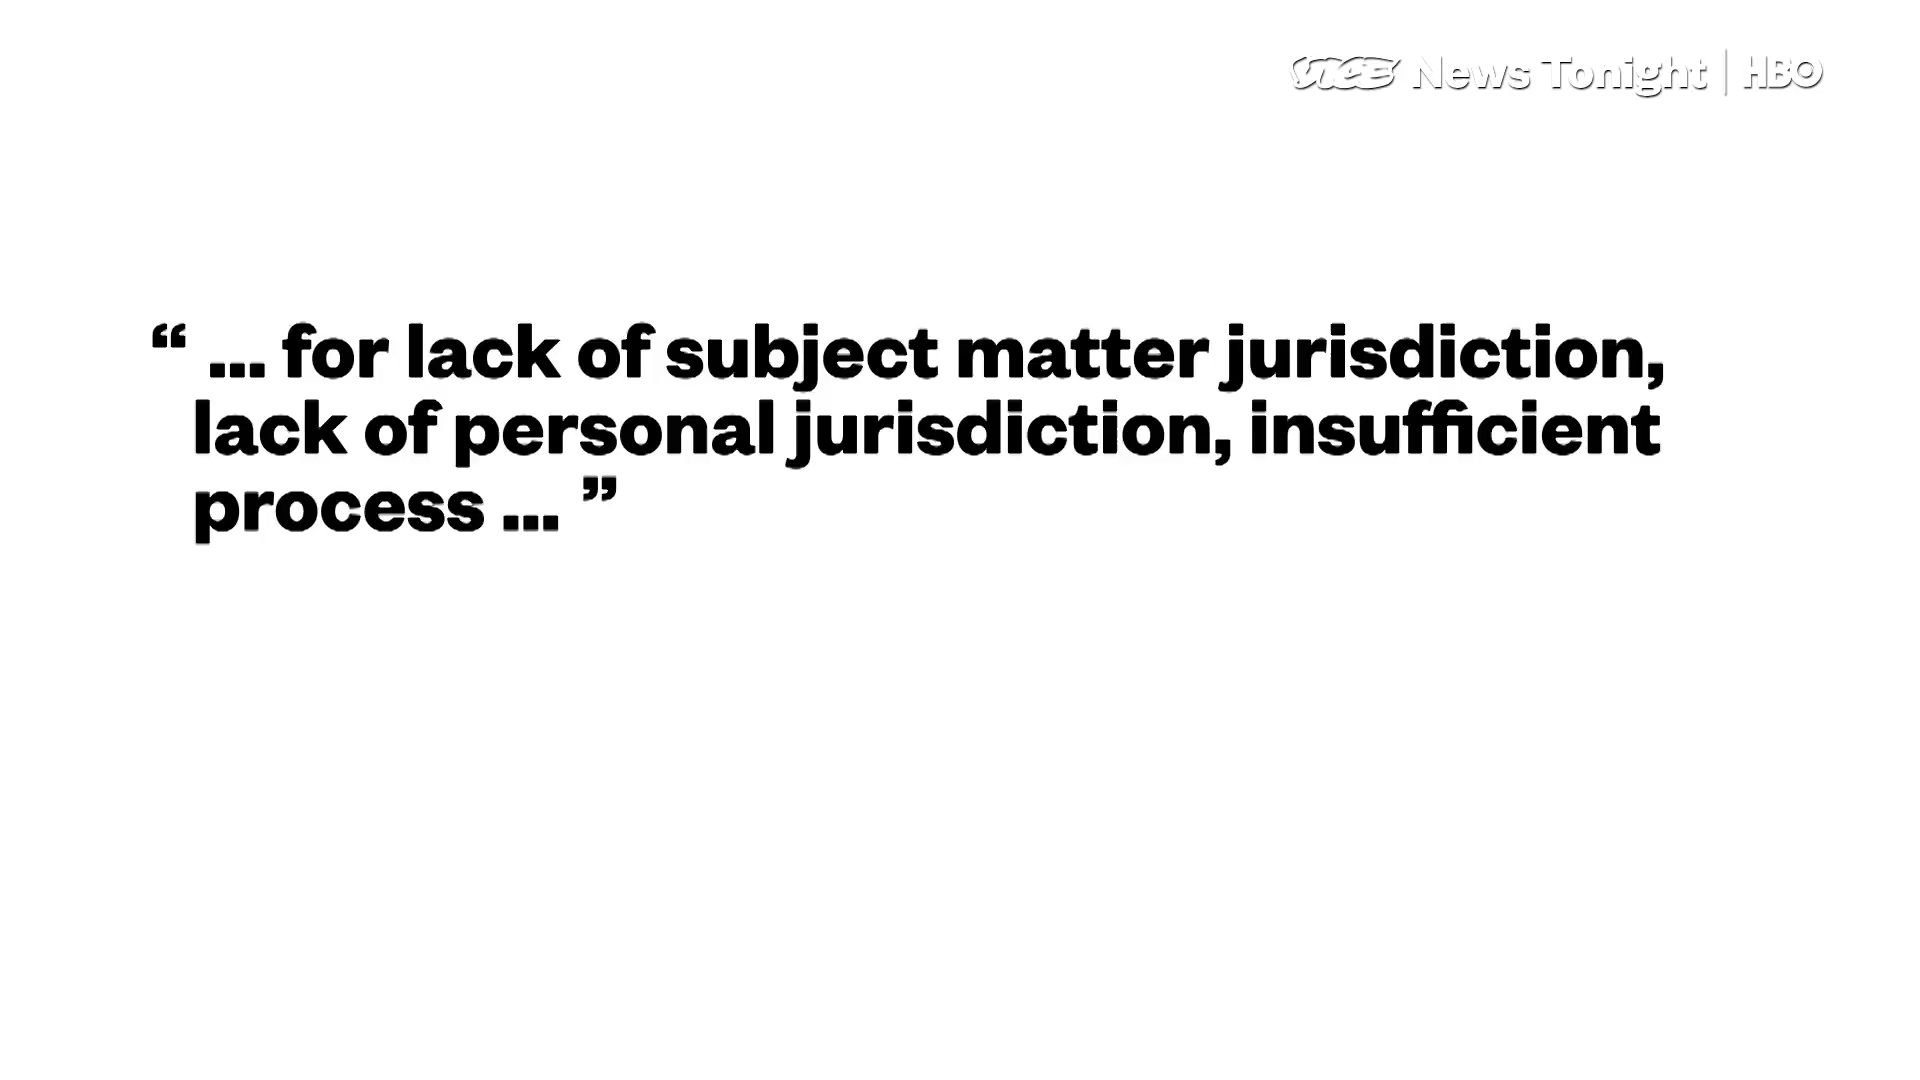 VICE News Tonight | HBO
“ ... for lack of subject matter jurisdiction,
lack of personal jurisdiction, insufficient
process ... ”